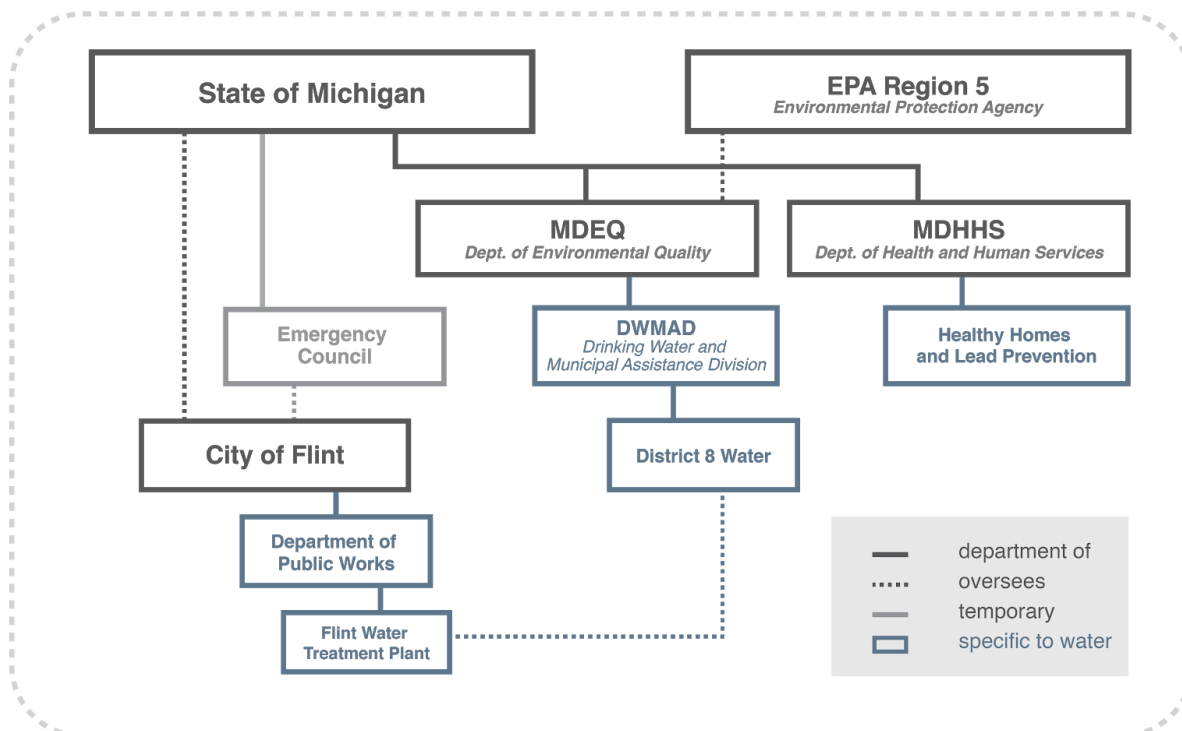 State of Michigan
EPA Region 5
Environmental Protection Agency
MDEQ
Dept. of Environmental Quality
MDHHS
Dept. of Health and Human Services
Emergency
Council
DWMAD
Drinking Water and
Municipal Assistance Division
Healthy Homes
and Lead Prevention
City of Flint
District 8 Water
Department of
Public Works
Flint Water
Treatment Plant
department of
oversees
temporary
specific to water